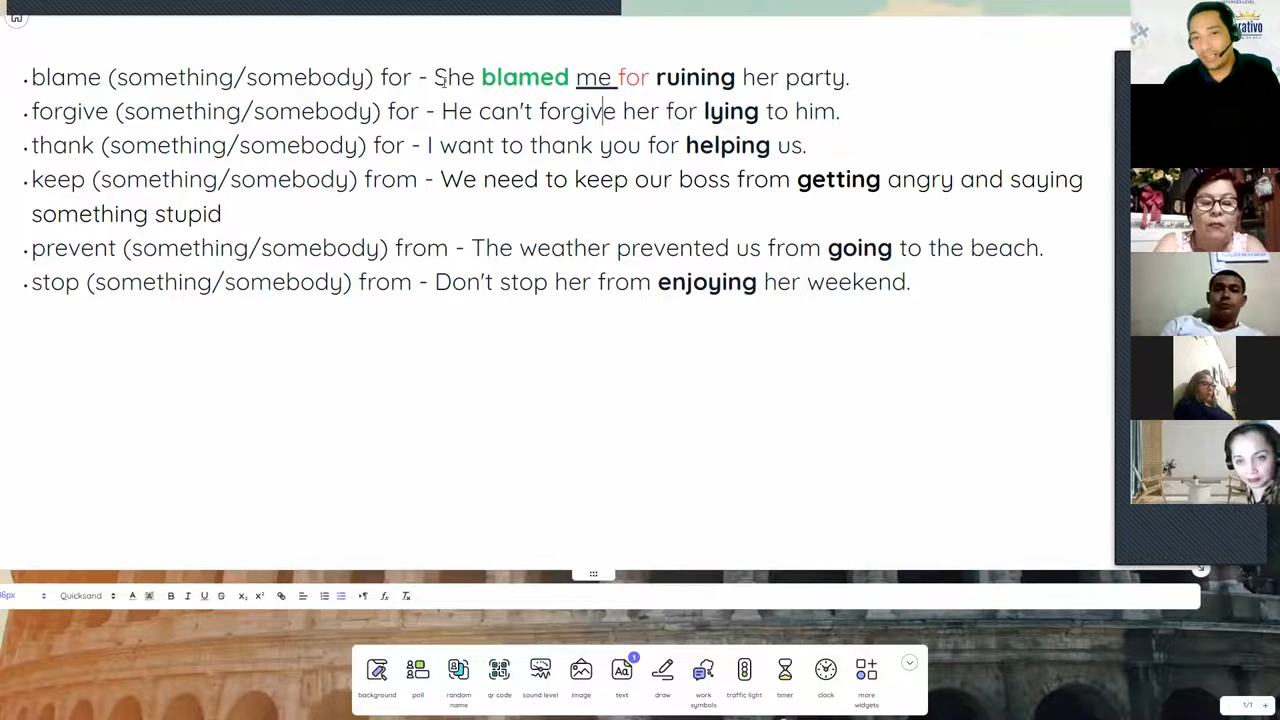 ADVANCED LEVEL
• blame (something/somebody) for - She blamed me for ruining her party.
• forgive (something/somebody) for - He can't forgive her for lying to him.
• thank (something/somebody) for - I want to thank you for helping us.
• keep (something/somebody) from - We need to keep our boss from getting angry and saying
something stupid
• prevent (something/somebody) from - The weather prevented us from going to the beach.
• stop (something/somebody) from - Don't stop her from enjoying her weekend.
Quicksand
background poll random name qr code sound level image text draw work symbols traffic light timer clock more widgets
1
1/1 +